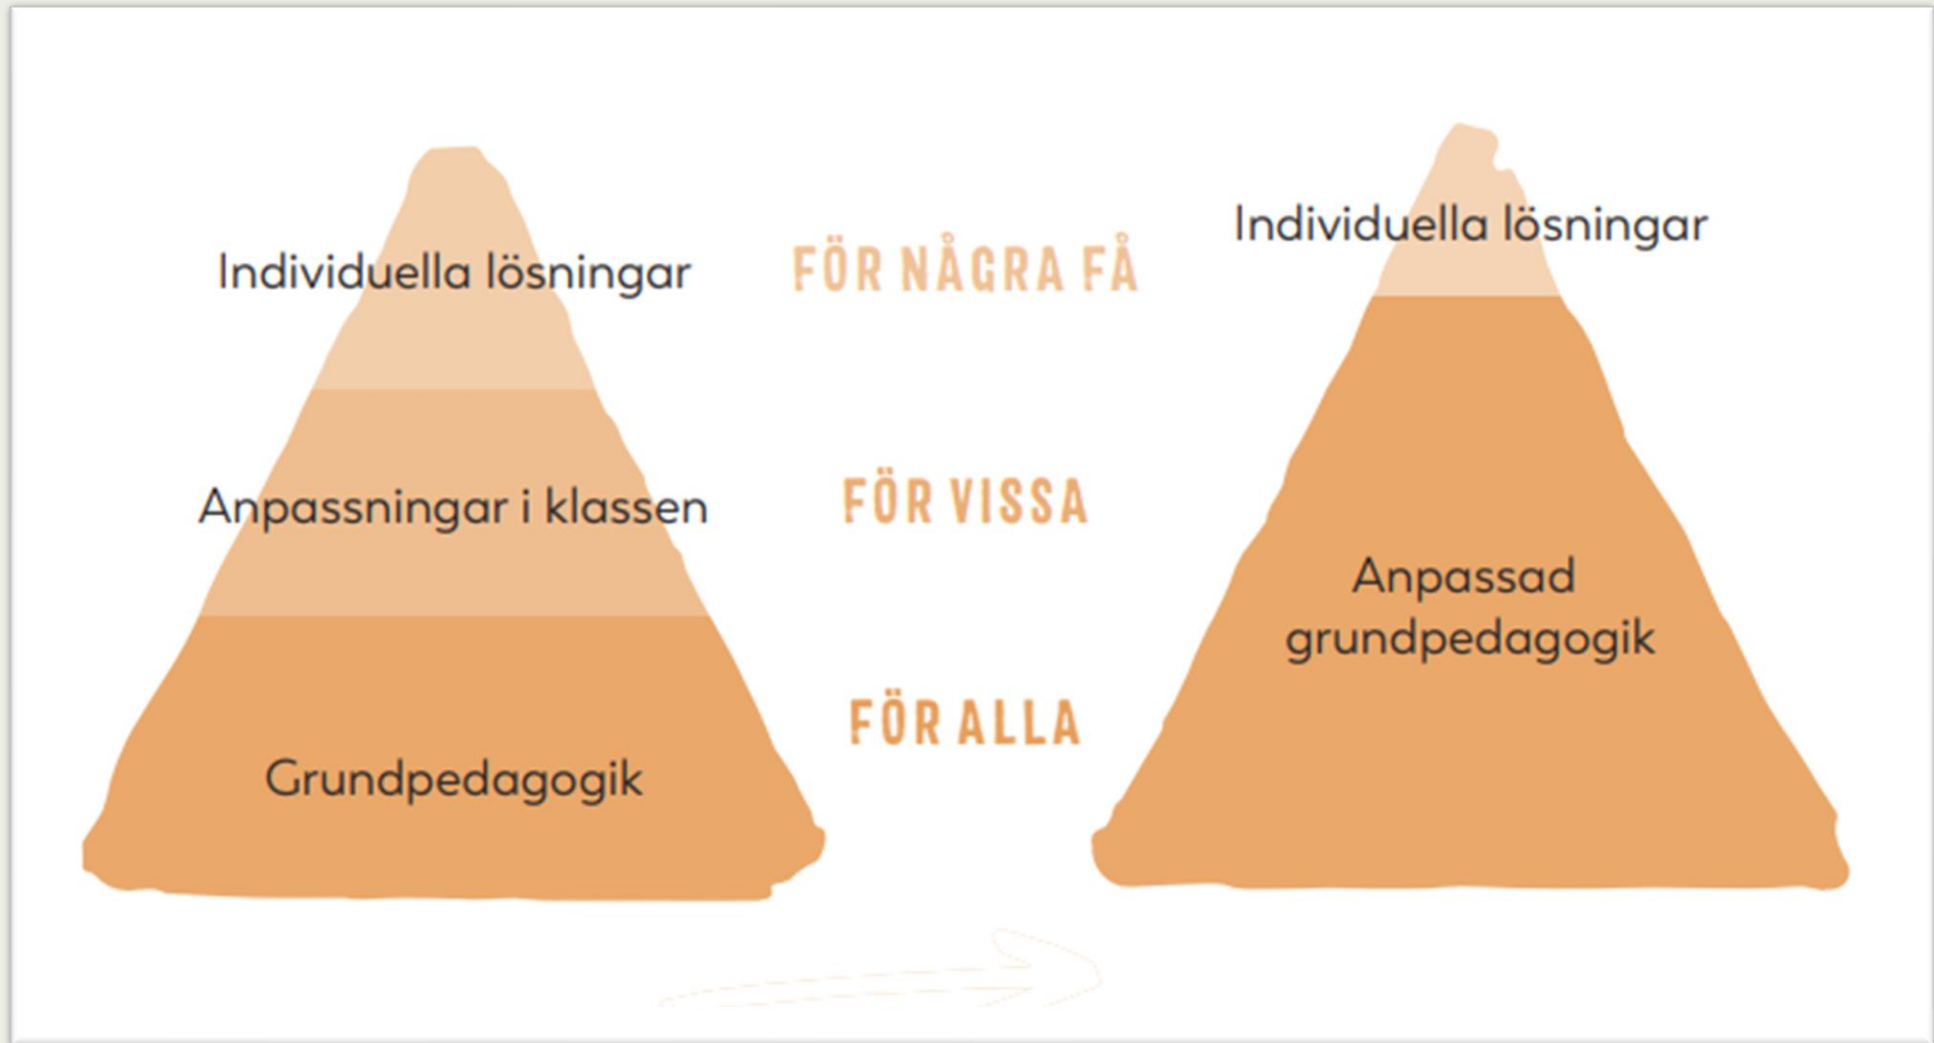 Individuella lösningar
Anpassningar i klassen
Grundpedagogik
FÖR NÅGRA FÅ
FÖR VISSA
FÖR ALLA
Individuella lösningar
Anpassad
grundpedagogik